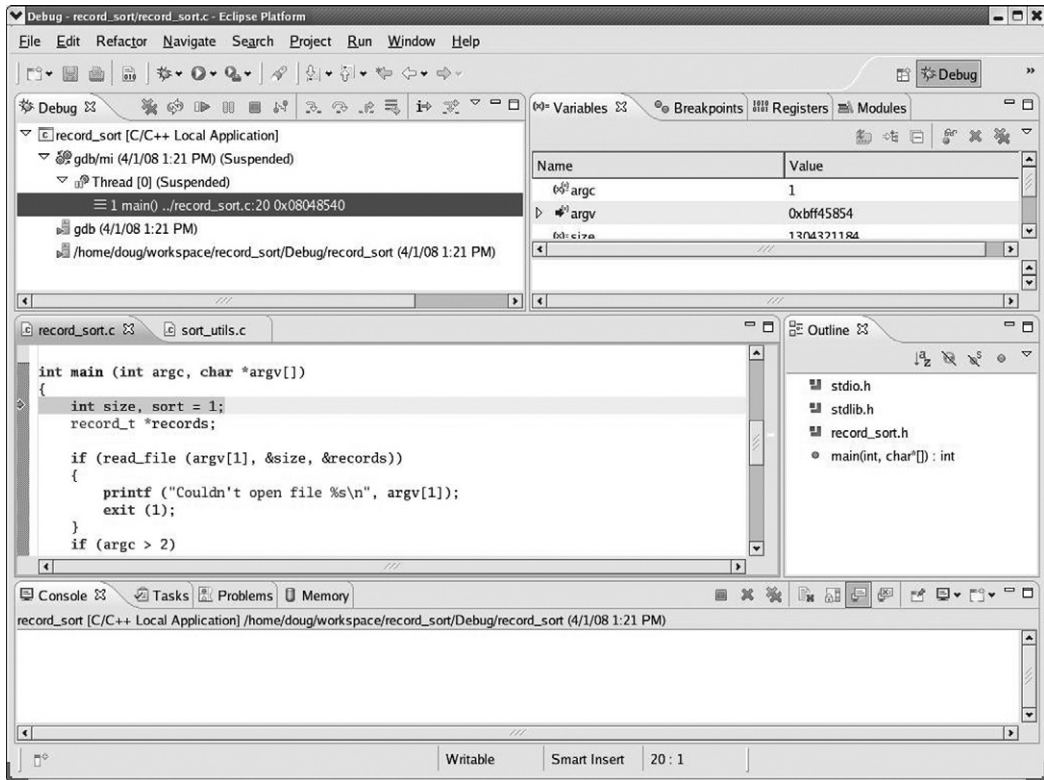 Debug - record_sort/record_sort.c - Eclipse Platform
File Edit Refactor Navigate Search Project Run Window Help
Debug
Debug
Variables Breakpoints Registers Modules
record_sort [C/C++ Local Application]
gdb/mi (4/1/08 1:21 PM) (Suspended)
Thread [0] (Suspended)
1 main() ../record_sort.c:20 0x08048540
gdb (4/1/08 1:21 PM)
/home/doug/workspace/record_sort/Debug/record_sort (4/1/08 1:21 PM)
Name Value
argc 1
argv 0xbff45854
size 1304321184
record_sort.c sort_utils.c
int main (int argc, char *argv[])
{
int size, sort = 1;
record_t *records;
if (read_file (argv[1], &size, &records))
{
printf ("Couldn't open file %s\n", argv[1]);
exit (1);
}
if (argc > 2)
Outline
stdio.h
stdlib.h
record_sort.h
main(int, char*[]) : int
Console Tasks Problems Memory
record_sort [C/C++ Local Application] /home/doug/workspace/record_sort/Debug/record_sort (4/1/08 1:21 PM)
Writable Smart Insert 20 : 1